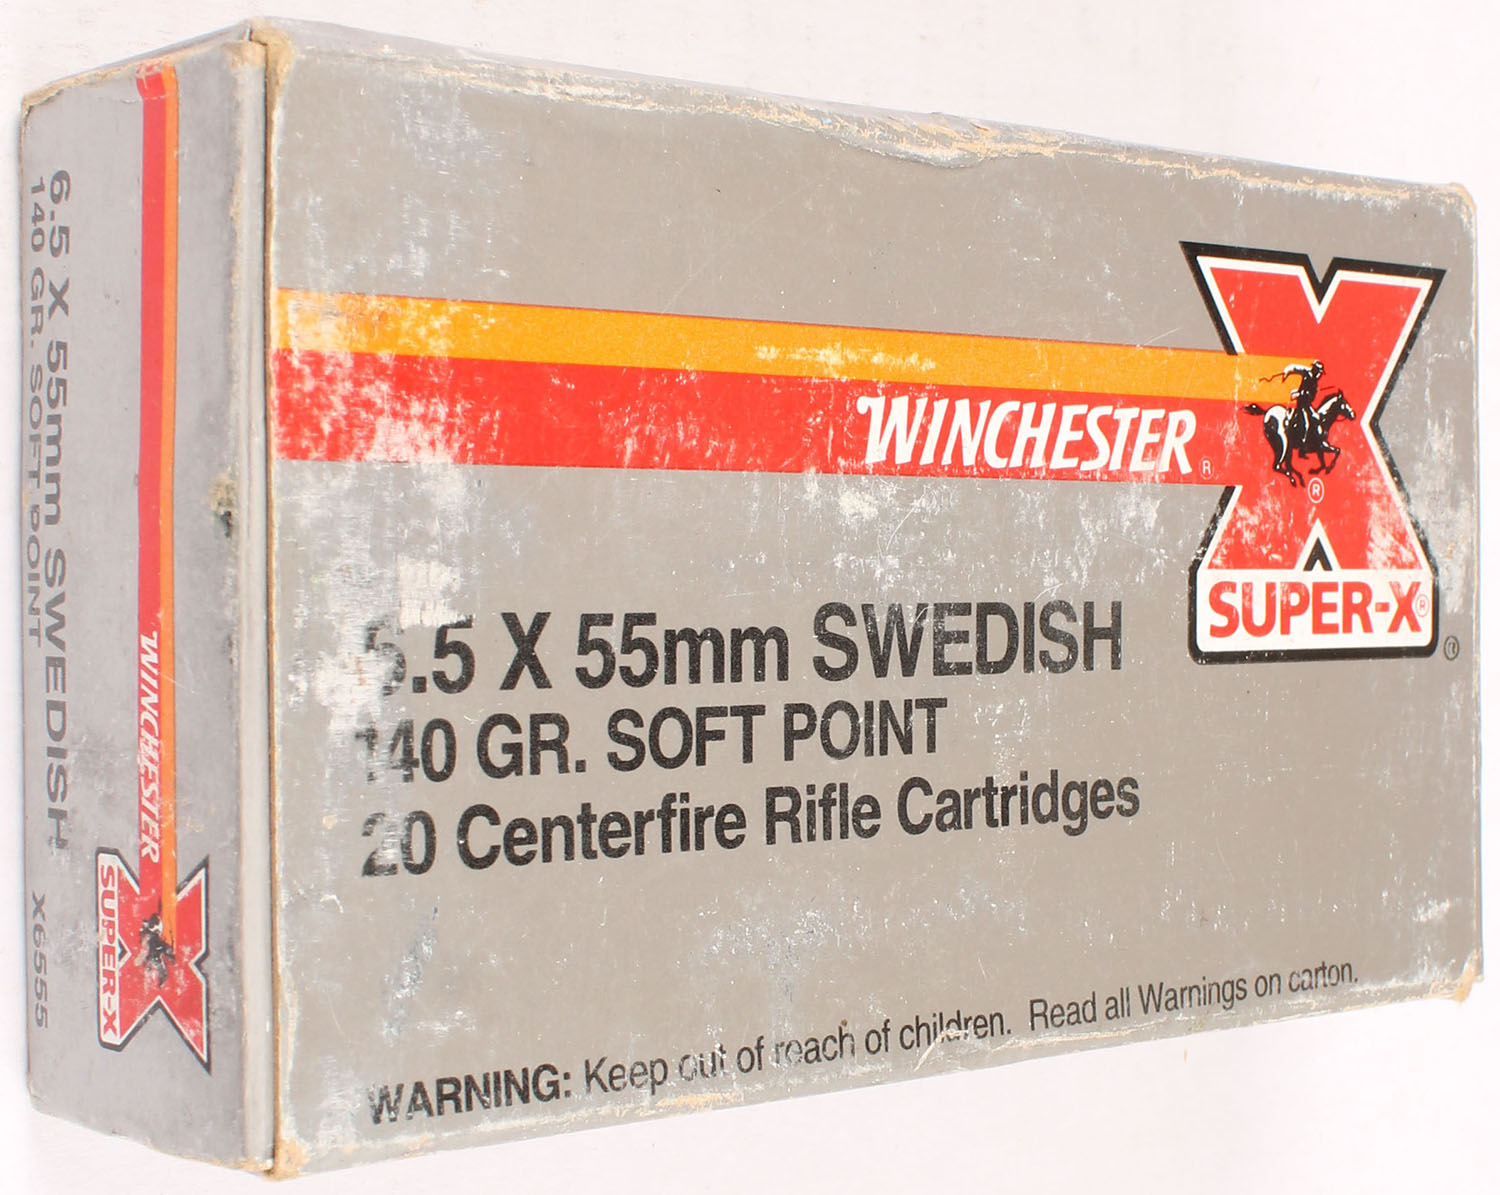 WINCHESTER®
®
SUPER-X®
6.5 X 55mm SWEDISH
140 GR. SOFT POINT
20 Centerfire Rifle Cartridges
WARNING: Keep out of reach of children. Read all Warnings on carton.
6.5 X 55mm SWEDISH X6555
140 GR. SOFT POINT
WINCHESTER
SUPER-X